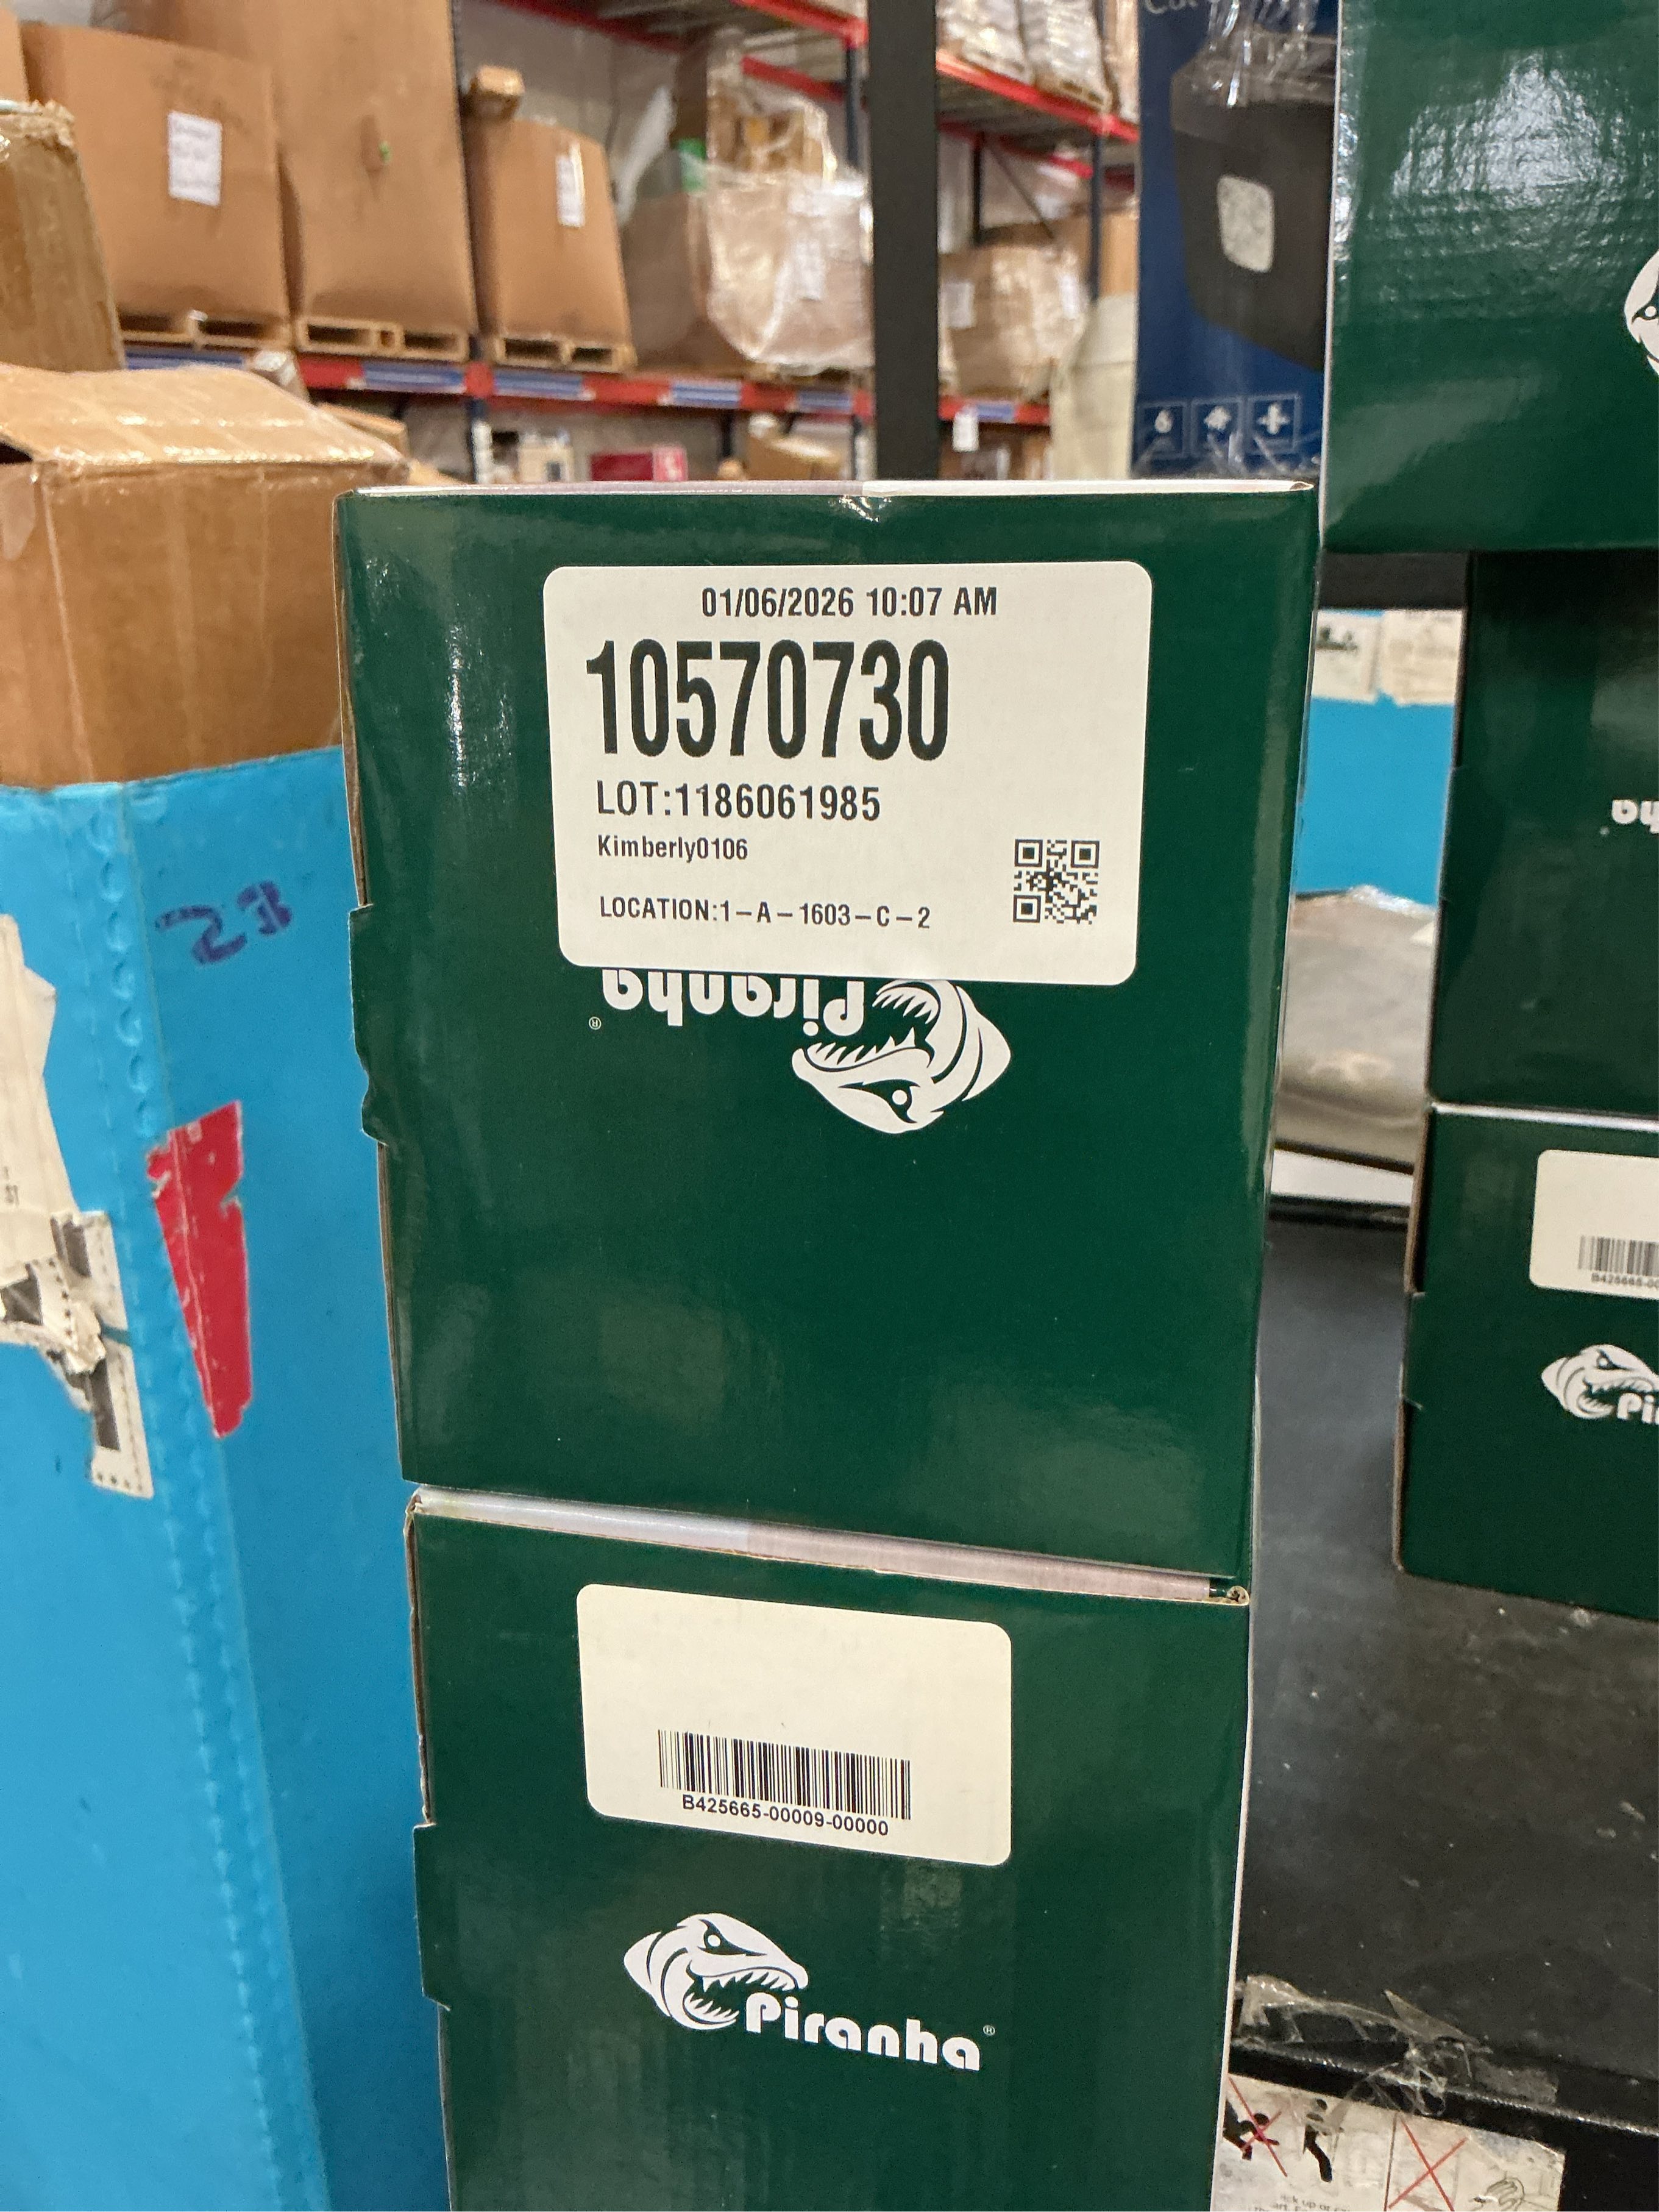 01/06/2026 10:07 AM
10570730
LOT:1186061985
Kimberly0106
LOCATION:1-A-1603-C-2
Piranha®
23
B425665-00009-00000
Piranha®